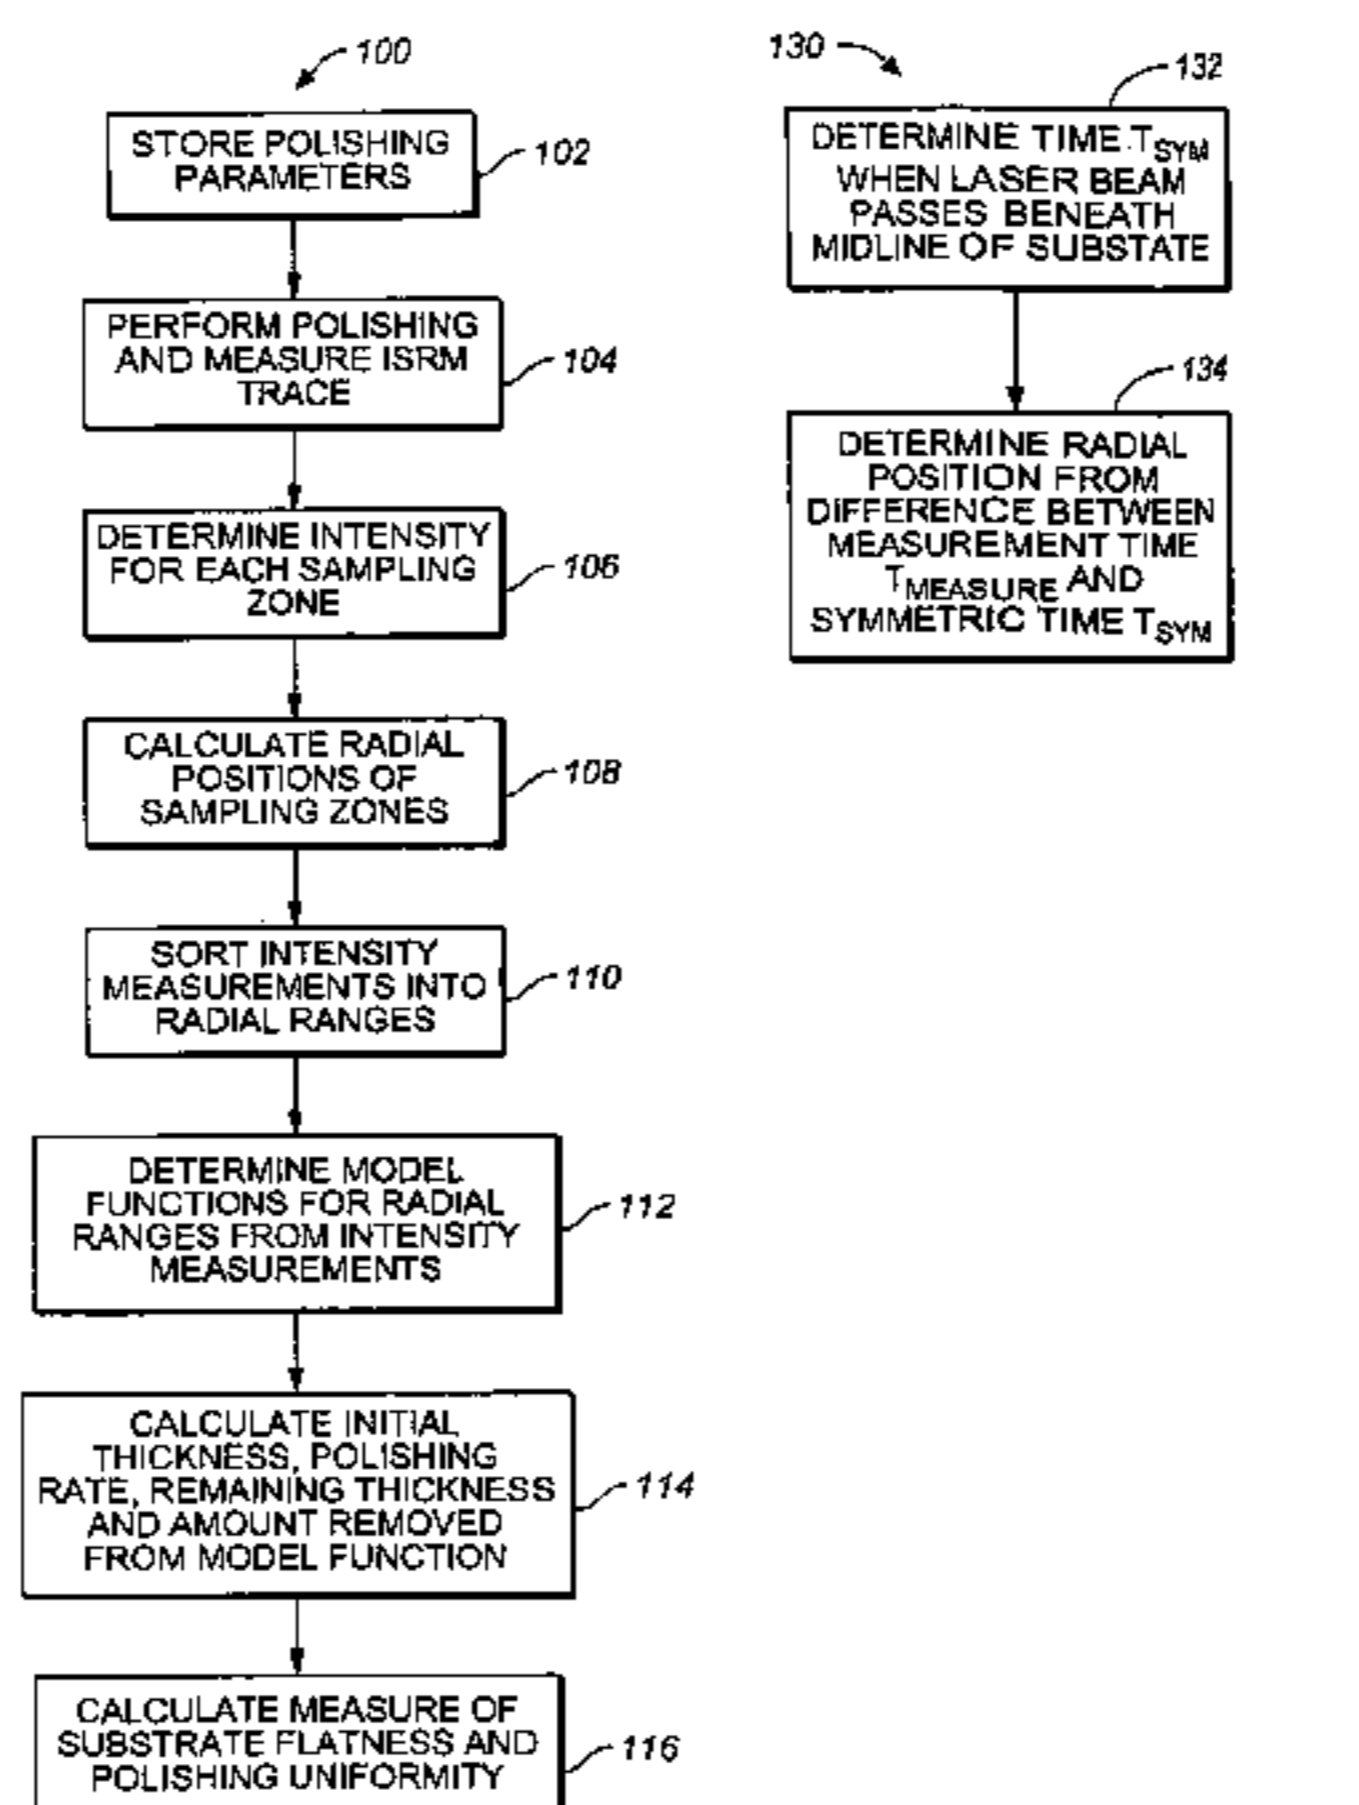 100
STORE POLISHING
PARAMETERS
102
PERFORM POLISHING
AND MEASURE ISRM
TRACE
104
DETERMINE INTENSITY
FOR EACH SAMPLING
ZONE
106
CALCULATE RADIAL
POSITIONS OF
SAMPLING ZONES
108
SORT INTENSITY
MEASUREMENTS INTO
RADIAL RANGES
110
DETERMINE MODEL
FUNCTIONS FOR RADIAL
RANGES FROM INTENSITY
MEASUREMENTS
112
CALCULATE INITIAL
THICKNESS, POLISHING
RATE, REMAINING THICKNESS
AND AMOUNT REMOVED
FROM MODEL FUNCTION
114
CALCULATE MEASURE OF
SUBSTRATE FLATNESS AND
POLISHING UNIFORMITY
116
130
132
DETERMINE TIME TSYM
WHEN LASER BEAM
PASSES BENEATH
MIDLINE OF SUBSTATE
134
DETERMINE RADIAL
POSITION FROM
DIFFERENCE BETWEEN
MEASUREMENT TIME
TMEASURE AND
SYMMETRIC TIME TSYM